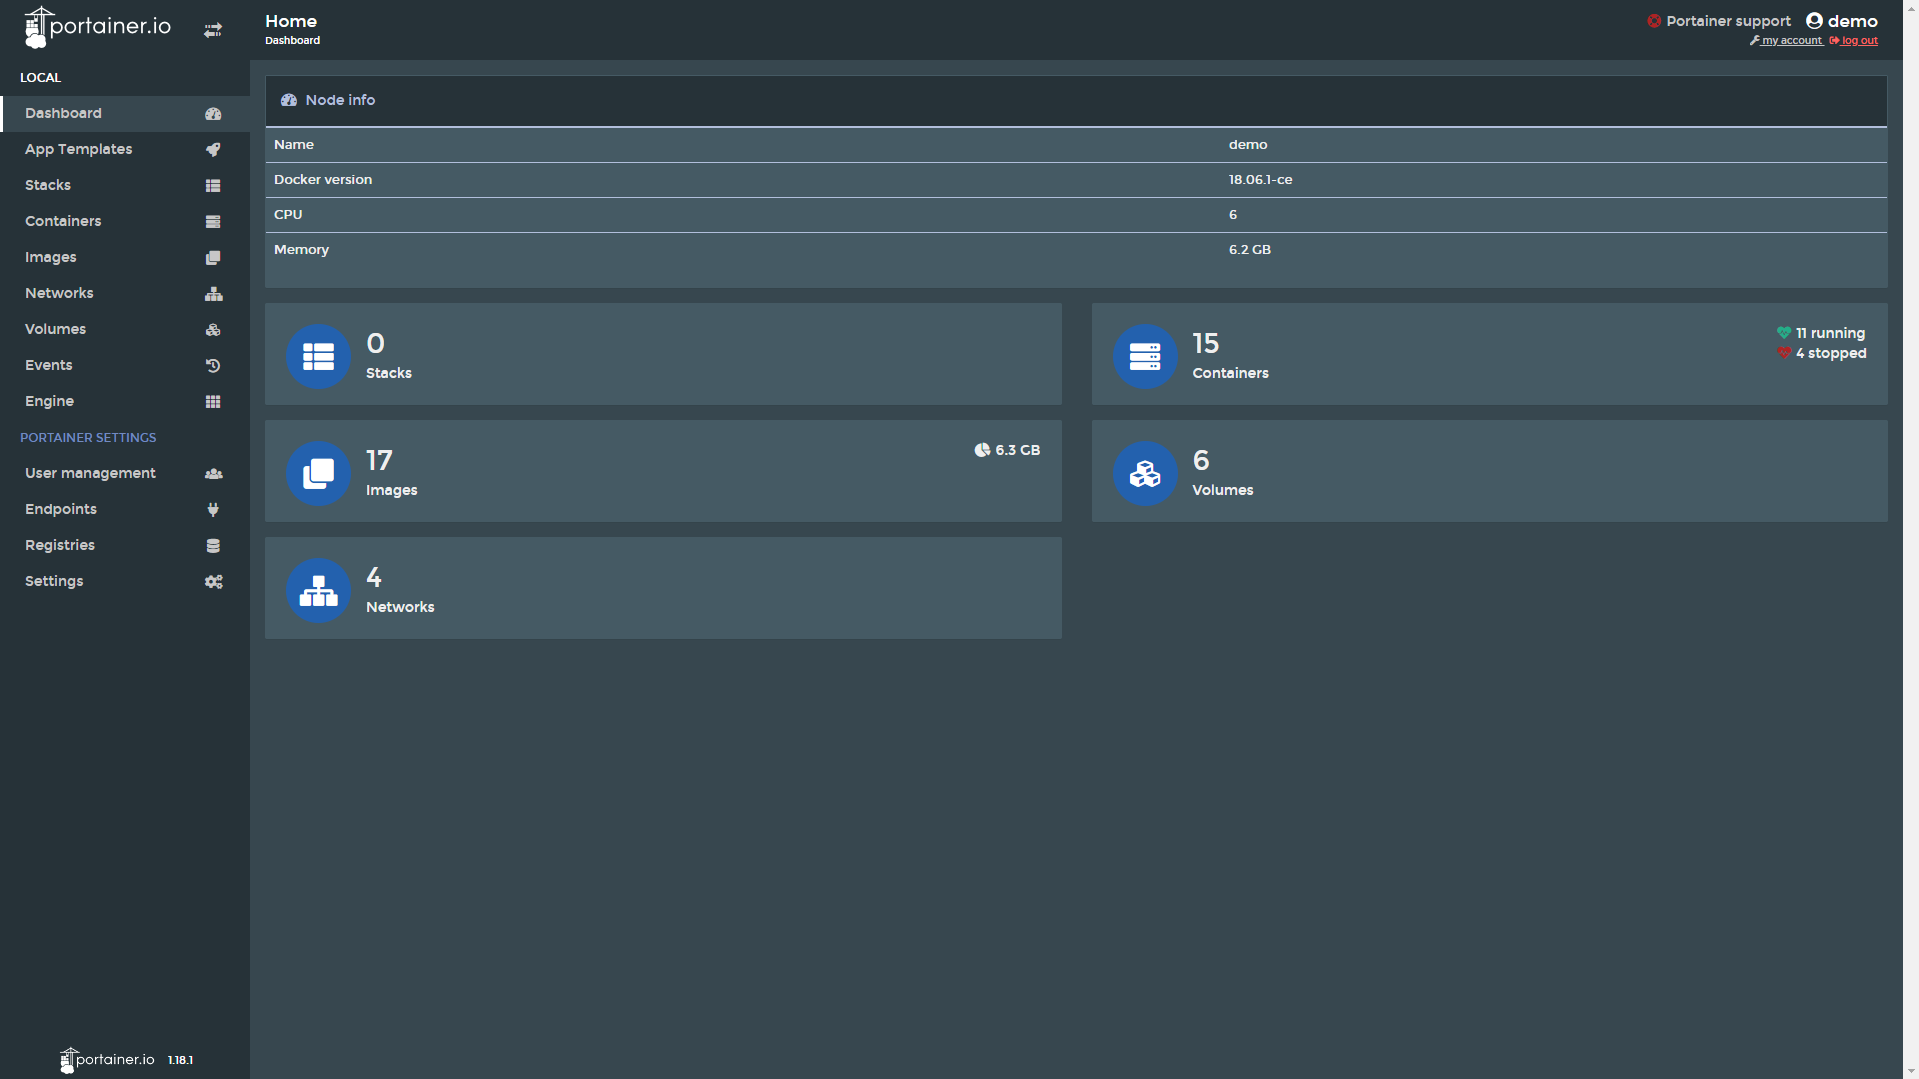 portainer.io
LOCAL
Dashboard
App Templates
Stacks
Containers
Images
Networks
Volumes
Events
Engine
PORTAINER SETTINGS
User management
Endpoints
Registries
Settings
portainer.io 1.18.1
Home
Dashboard
Portainer support demo
my account log out
Node info
Name demo
Docker version 18.06.1-ce
CPU 6
Memory 6.2 GB
0
Stacks
15
Containers
11 running
4 stopped
17
Images
6.3 GB
6
Volumes
4
Networks